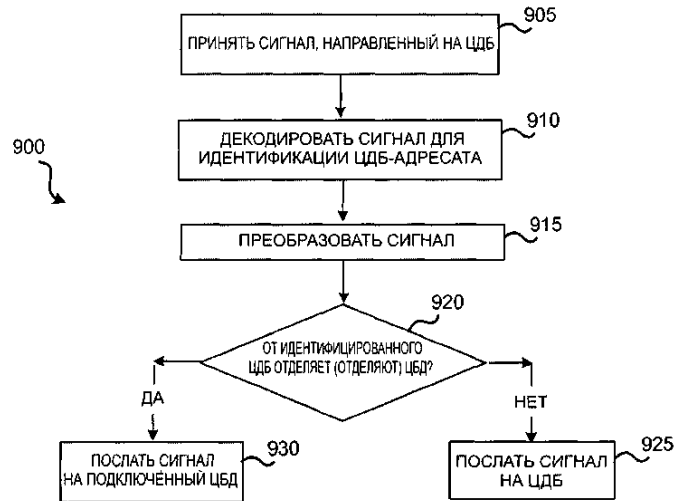 905
ПРИНЯТЬ СИГНАЛ, НАПРАВЛЕННЫЙ НА ЦДБ
910
ДЕКОДИРОВАТЬ СИГНАЛ ДЛЯ
ИДЕНТИФИКАЦИИ ЦДБ-АДРЕСАТА
900
915
ПРЕОБРАЗОВАТЬ СИГНАЛ
920
ОТ ИДЕНТИФИЦИРОВАННОГО
ЦДБ ОТДЕЛЯЕТ (ОТДЕЛЯЮТ) ЦБД?
ДА
НЕТ
930
ПОСЛАТЬ СИГНАЛ
НА ПОДКЛЮЧЁННЫЙ ЦБД
925
ПОСЛАТЬ СИГНАЛ
НА ЦДБ